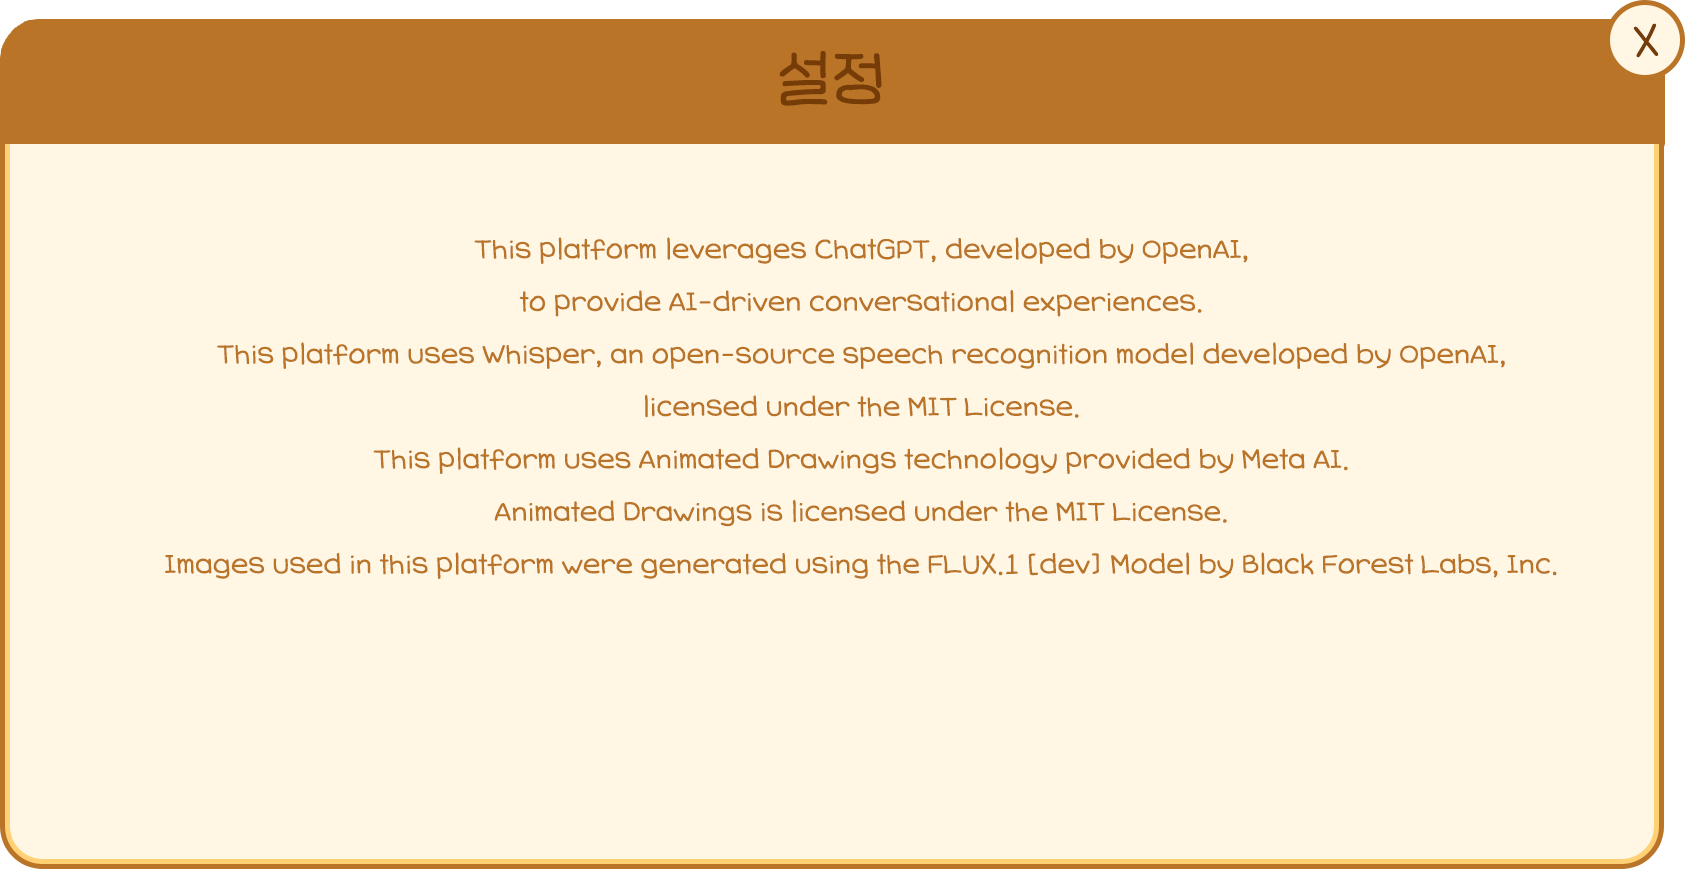 설정
X
This platform leverages ChatGPT, developed by OpenAI,
to provide AI-driven conversational experiences.
This platform uses Whisper, an open-source speech recognition model developed by OpenAI,
licensed under the MIT License.
This platform uses Animated Drawings technology provided by Meta AI.
Animated Drawings is licensed under the MIT License.
Images used in this platform were generated using the FLUX.1 [dev] Model by Black Forest Labs, Inc.